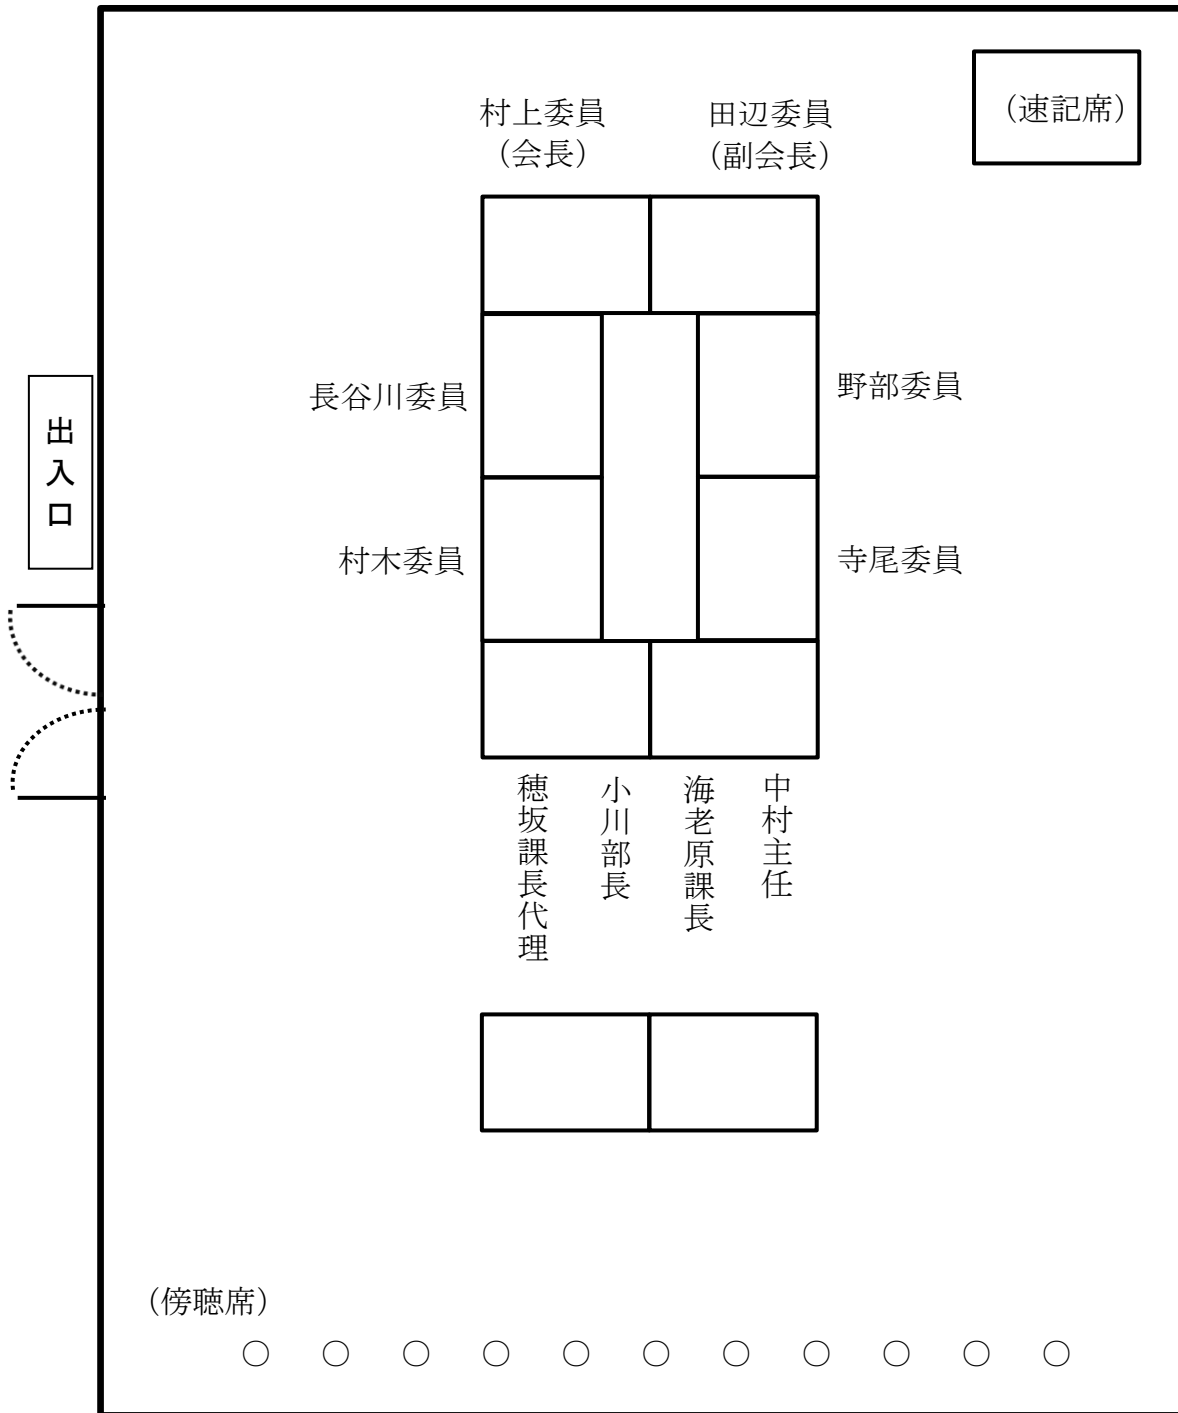 (速記席)
村上委員
(会長)
田辺委員
(副会長)
長谷川委員
野部委員
出入口
村木委員
寺尾委員
穂坂課長代理
小川部長
海老原課長
中村主任
(傍聴席)
○ ○ ○ ○ ○ ○ ○ ○ ○ ○ ○